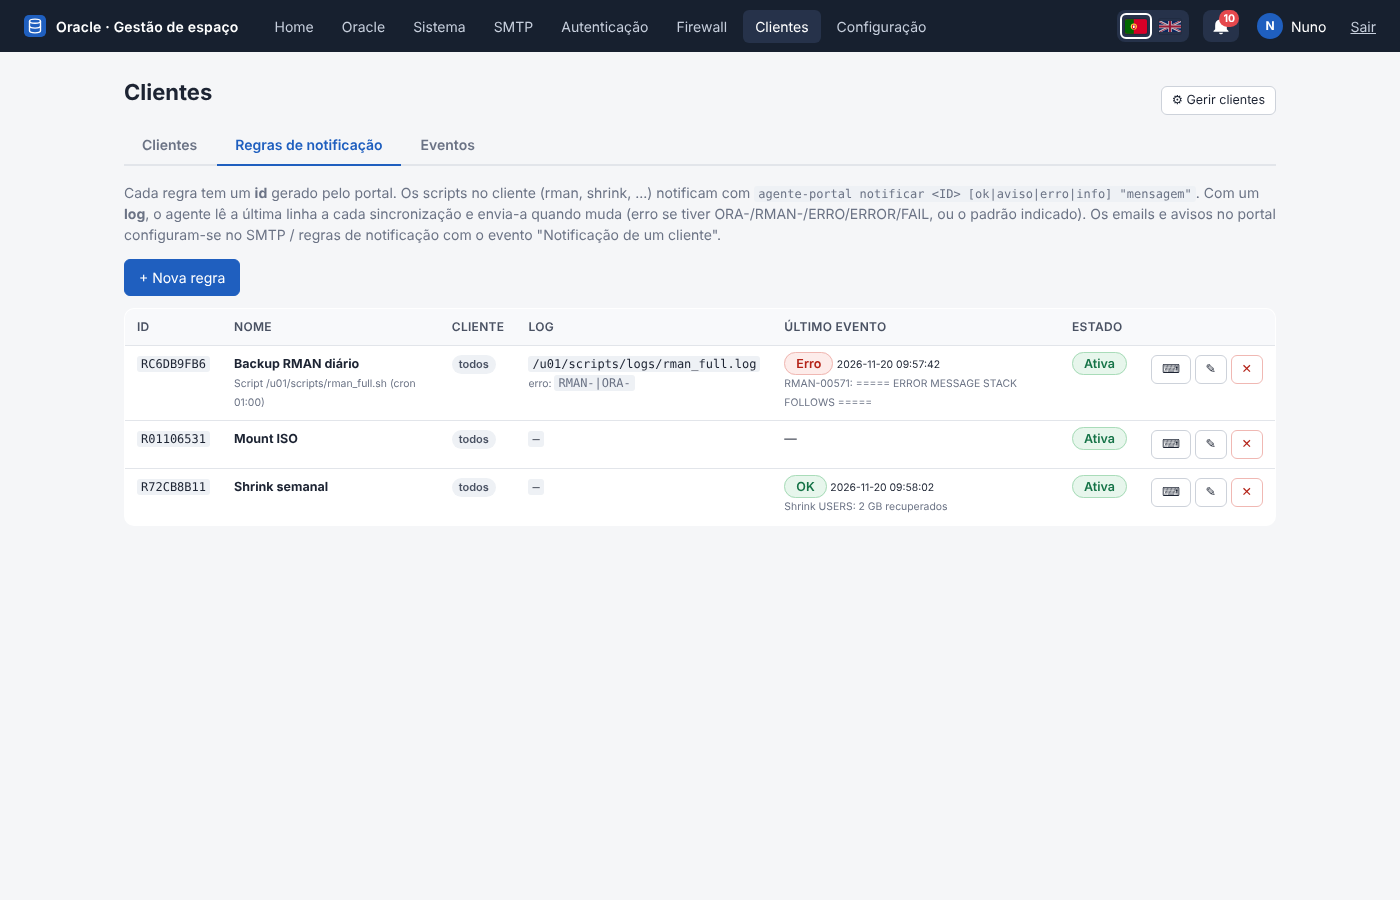 Oracle · Gestão de espaço Home Oracle Sistema SMTP Autenticação Firewall Clientes Configuração 10 N Nuno Sair
Clientes
⚙ Gerir clientes
Clientes Regras de notificação Eventos
Cada regra tem um id gerado pelo portal. Os scripts no cliente (rman, shrink, ...) notificam com agente-portal notificar <ID> [ok|aviso|erro|info] "mensagem" . Com um
log, o agente lê a última linha a cada sincronização e envia-a quando muda (erro se tiver ORA-/RMAN-/ERRO/ERROR/FAIL, ou o padrão indicado). Os emails e avisos no portal
configuram-se no SMTP / regras de notificação com o evento "Notificação de um cliente".
+ Nova regra
ID NOME CLIENTE LOG ÚLTIMO EVENTO ESTADO
RC6DB9FB6 Backup RMAN diário todos /u01/scripts/logs/rman_full.log Erro 2026-11-20 09:57:42 Ativa
Script /u01/scripts/rman_full.sh (cron erro: RMAN-|ORA- RMAN-00571: ===== ERROR MESSAGE STACK
01:00) FOLLOWS =====
R01106531 Mount ISO todos — — Ativa
R72CB8B11 Shrink semanal todos — OK 2026-11-20 09:58:02 Ativa
Shrink USERS: 2 GB recuperados